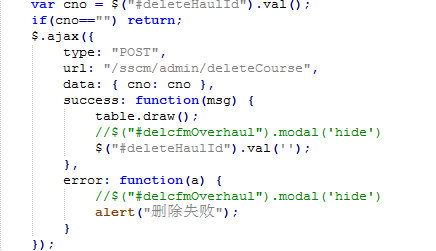 var cno = $("#deleteHaulId").val();
if(cno=="") return;
$.ajax({
type: "POST",
url: "/sscm/admin/deleteCourse",
data: { cno: cno },
success: function(msg) {
table.draw();
//$("#delcfmOverhaul").modal('hide')
$("#deleteHaulId").val('');
},
error: function(a) {
//$("#delcfmOverhaul").modal('hide')
alert("删除失败");
}
});